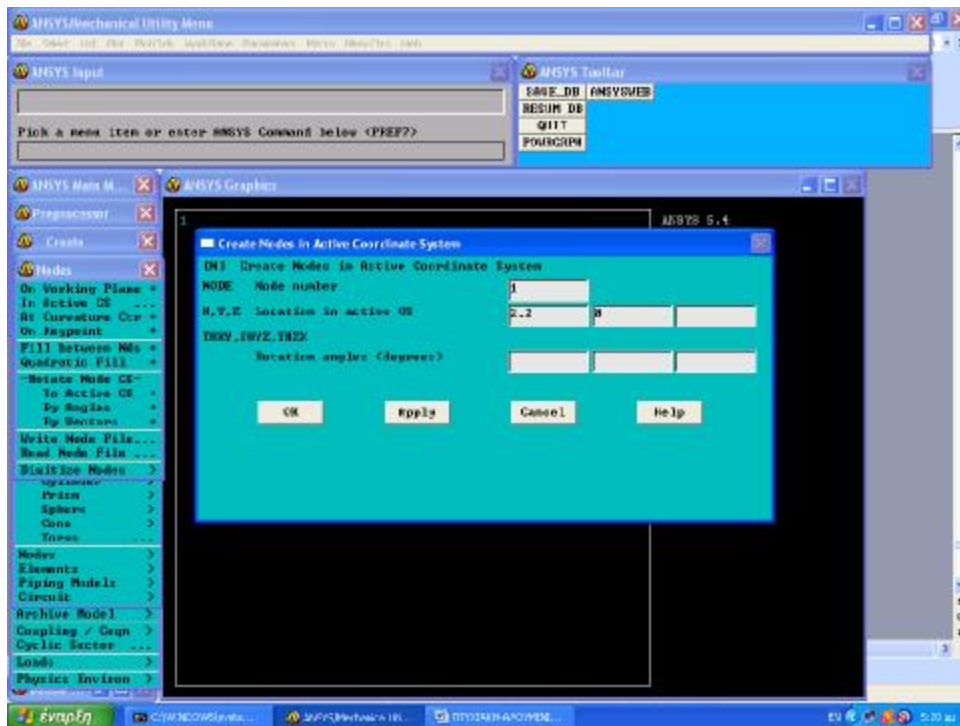 ANSYS/Mechanical Utility Menu
ANSYS Input
Pick a menu item or enter ANSYS Command below (PREP7)
ANSYS Toolbar
SAVE_DB ANSYSWEB
RESUM_DB
QUIT
POWRGRPH
ANSYS Main M...
Preprocessor
Create
Nodes
On Working Plane +
In Active CS ...
At Curvature Ctr +
On Keypoint +
Fill between Nds +
Quadratic Fill +
-Rotate Node CS-
To Active CS +
By Angles +
By Vectors +
Write Node File...
Read Node File ...
Digitize Nodes >
Prism >
Sphere >
Cone >
Torus ...
Nodes >
Elements >
Piping Models >
Circuit >
Archive Model >
Coupling / Ceqn >
Cyclic Sector ...
Loads >
Physics Environ >
ANSYS Graphics
1
ANSYS 5.4
Create Nodes in Active Coordinate System
[N] Create Nodes in Active Coordinate System
NODE Node number 1
X,Y,Z Location in active CS 2.2 0
THXY,THYZ,THZX
Rotation angles (degrees)
OK Apply Cancel Help
έναρξη
EN